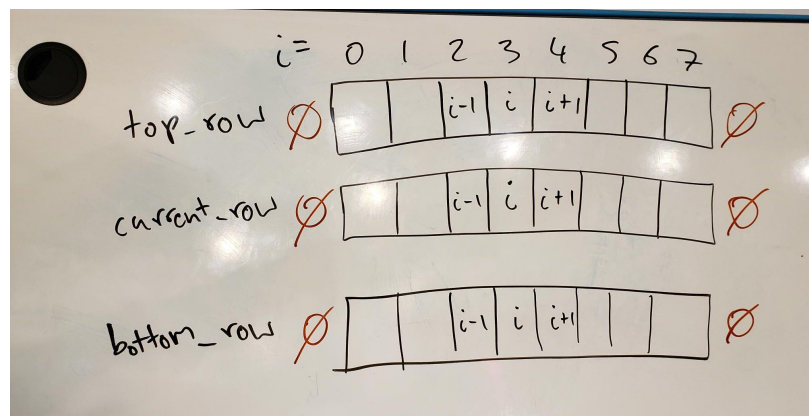 i= 0 1 2 3 4 5 6 7
top_row Ø i-1 i i+1 Ø
current_row Ø i-1 i i+1 Ø
bottom_row Ø i-1 i i+1 Ø